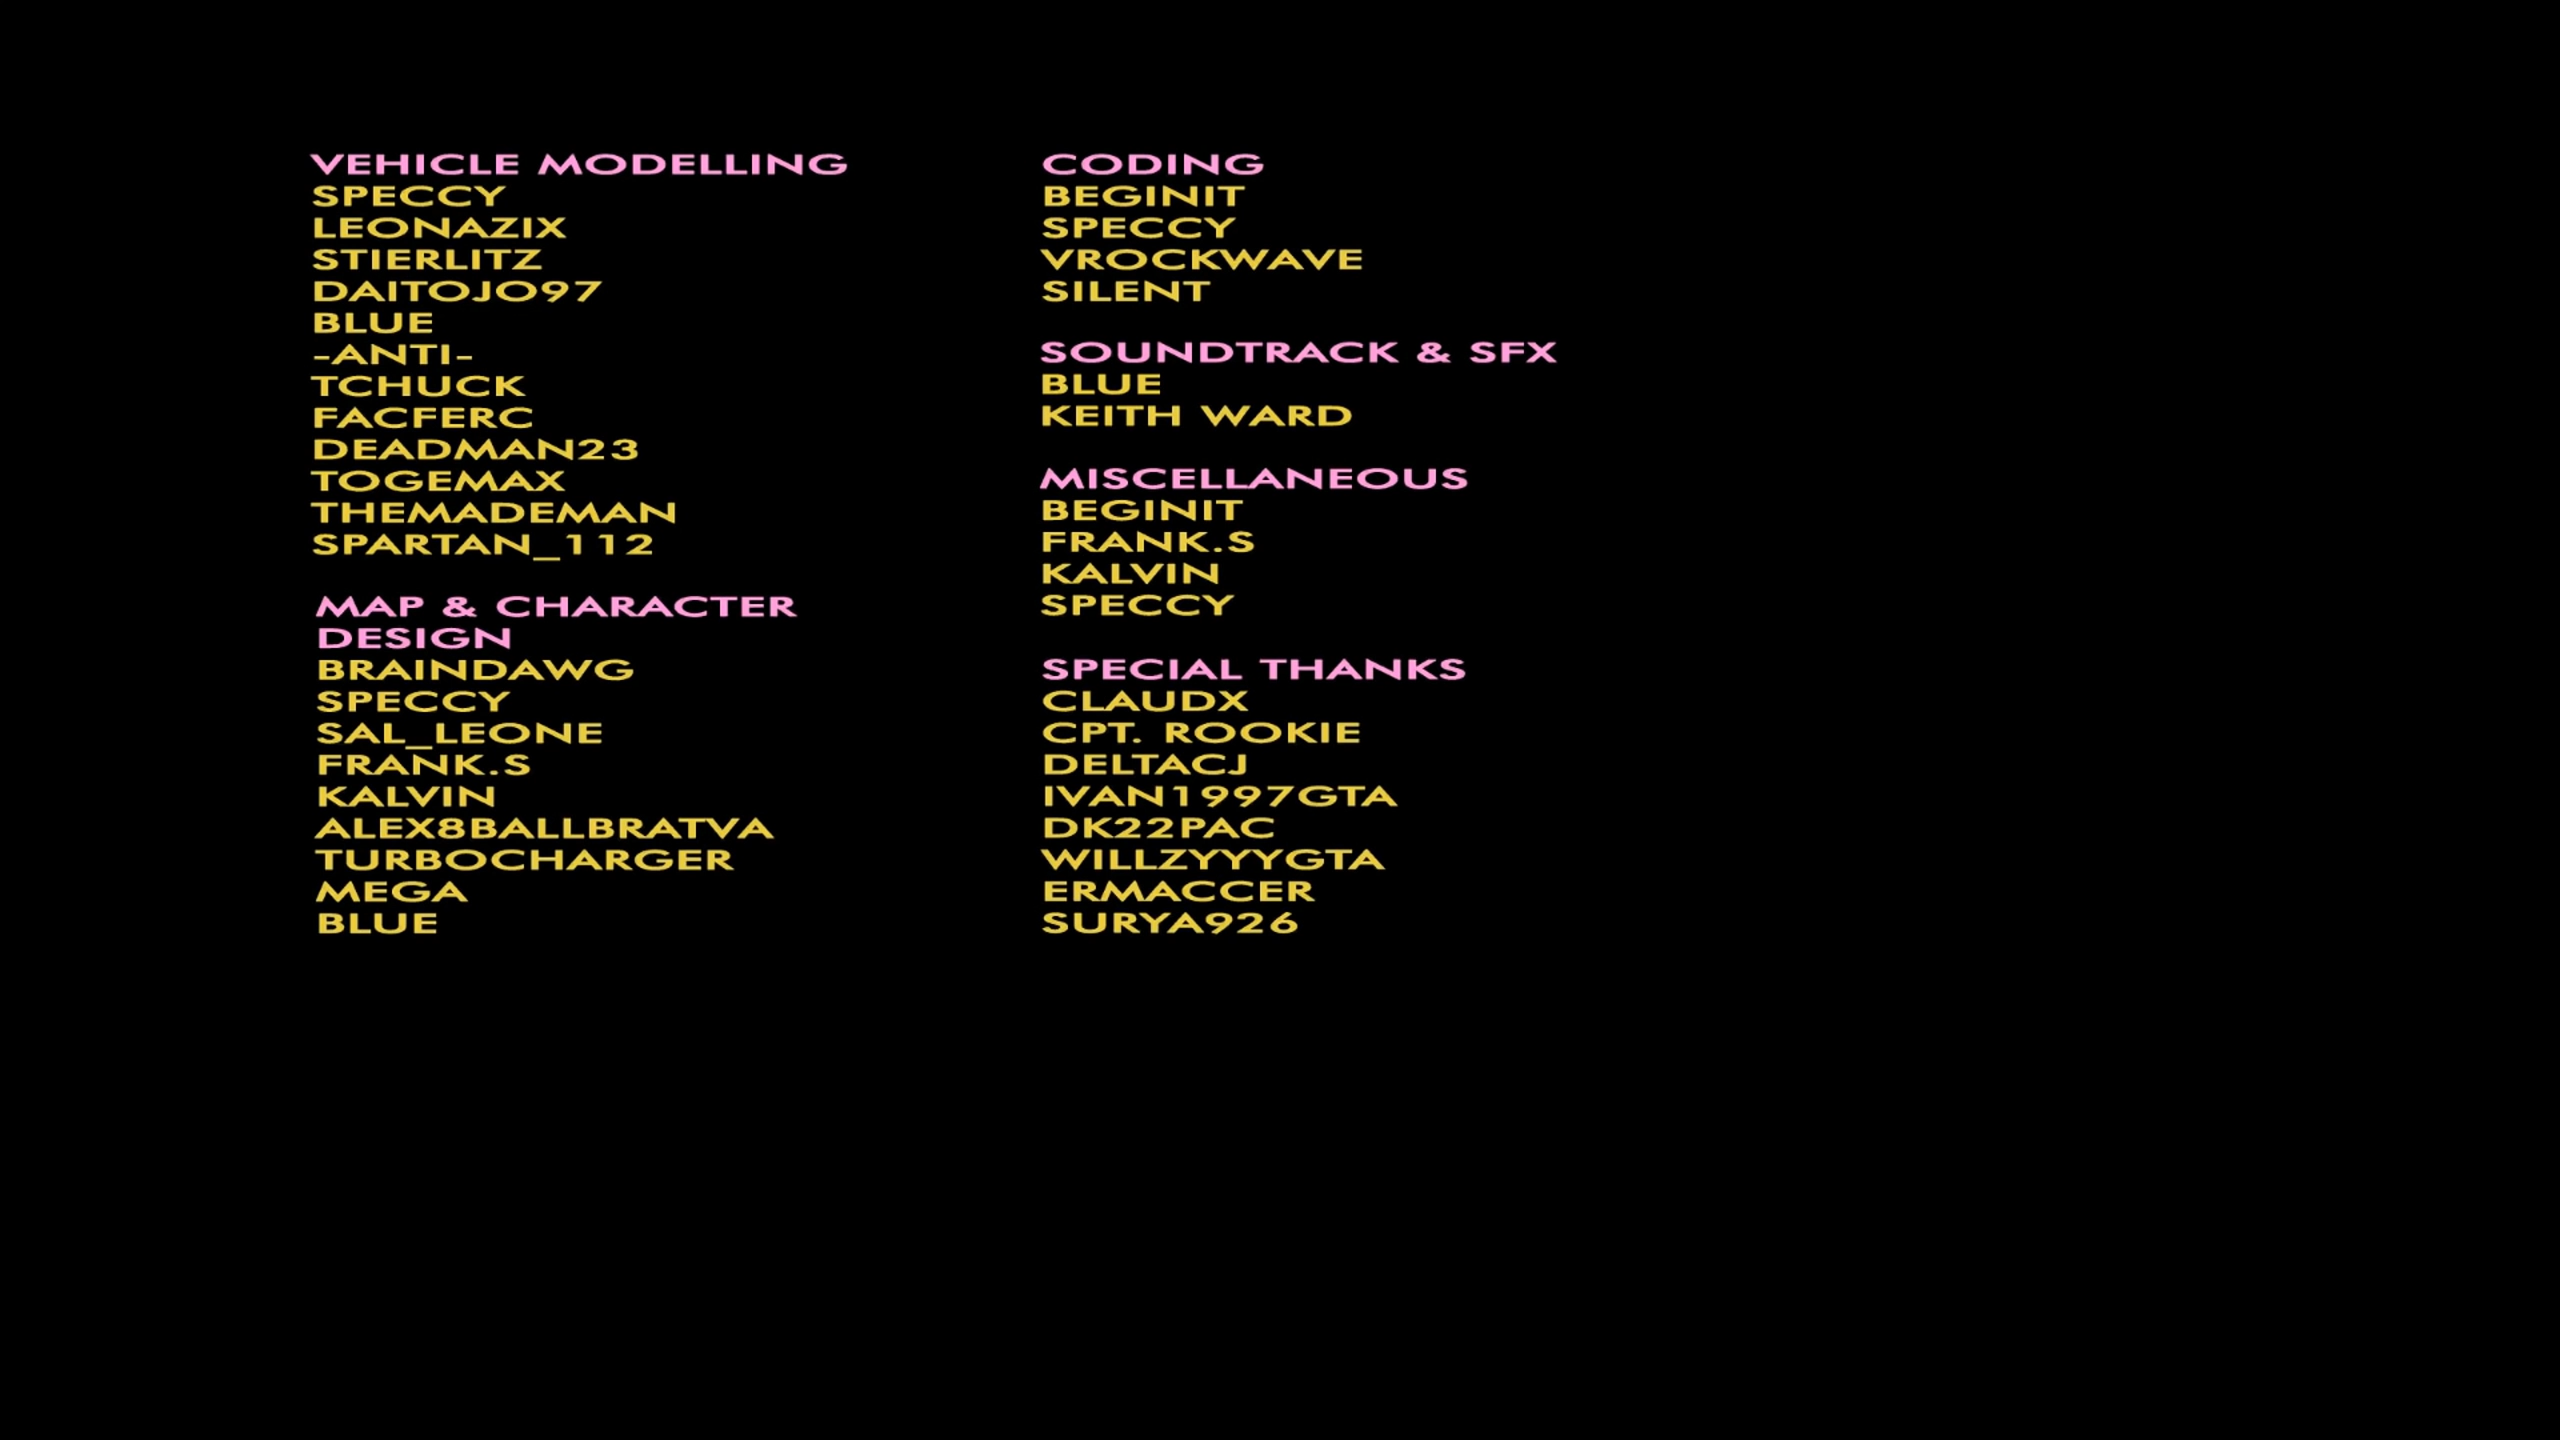 VEHICLE MODELLING
SPECCY
LEONAZIX
STIERLITZ
DAITOJO97
BLUE
-ANTI-
TCHUCK
FACFERC
DEADMAN23
TOGEMAX
THEMADEMAN
SPARTAN_112
MAP & CHARACTER
DESIGN
BRAINDAWG
SPECCY
SAL_LEONE
FRANK.S
KALVIN
ALEX8BALLBRATVA
TURBOCHARGER
MEGA
BLUE
CODING
BEGINIT
SPECCY
VROCKWAVE
SILENT
SOUNDTRACK & SFX
BLUE
KEITH WARD
MISCELLANEOUS
BEGINIT
FRANK.S
KALVIN
SPECCY
SPECIAL THANKS
CLAUDX
CPT. ROOKIE
DELTACJ
IVAN1997GTA
DK22PAC
WILLZYYYGTA
ERMACCER
SURYA926